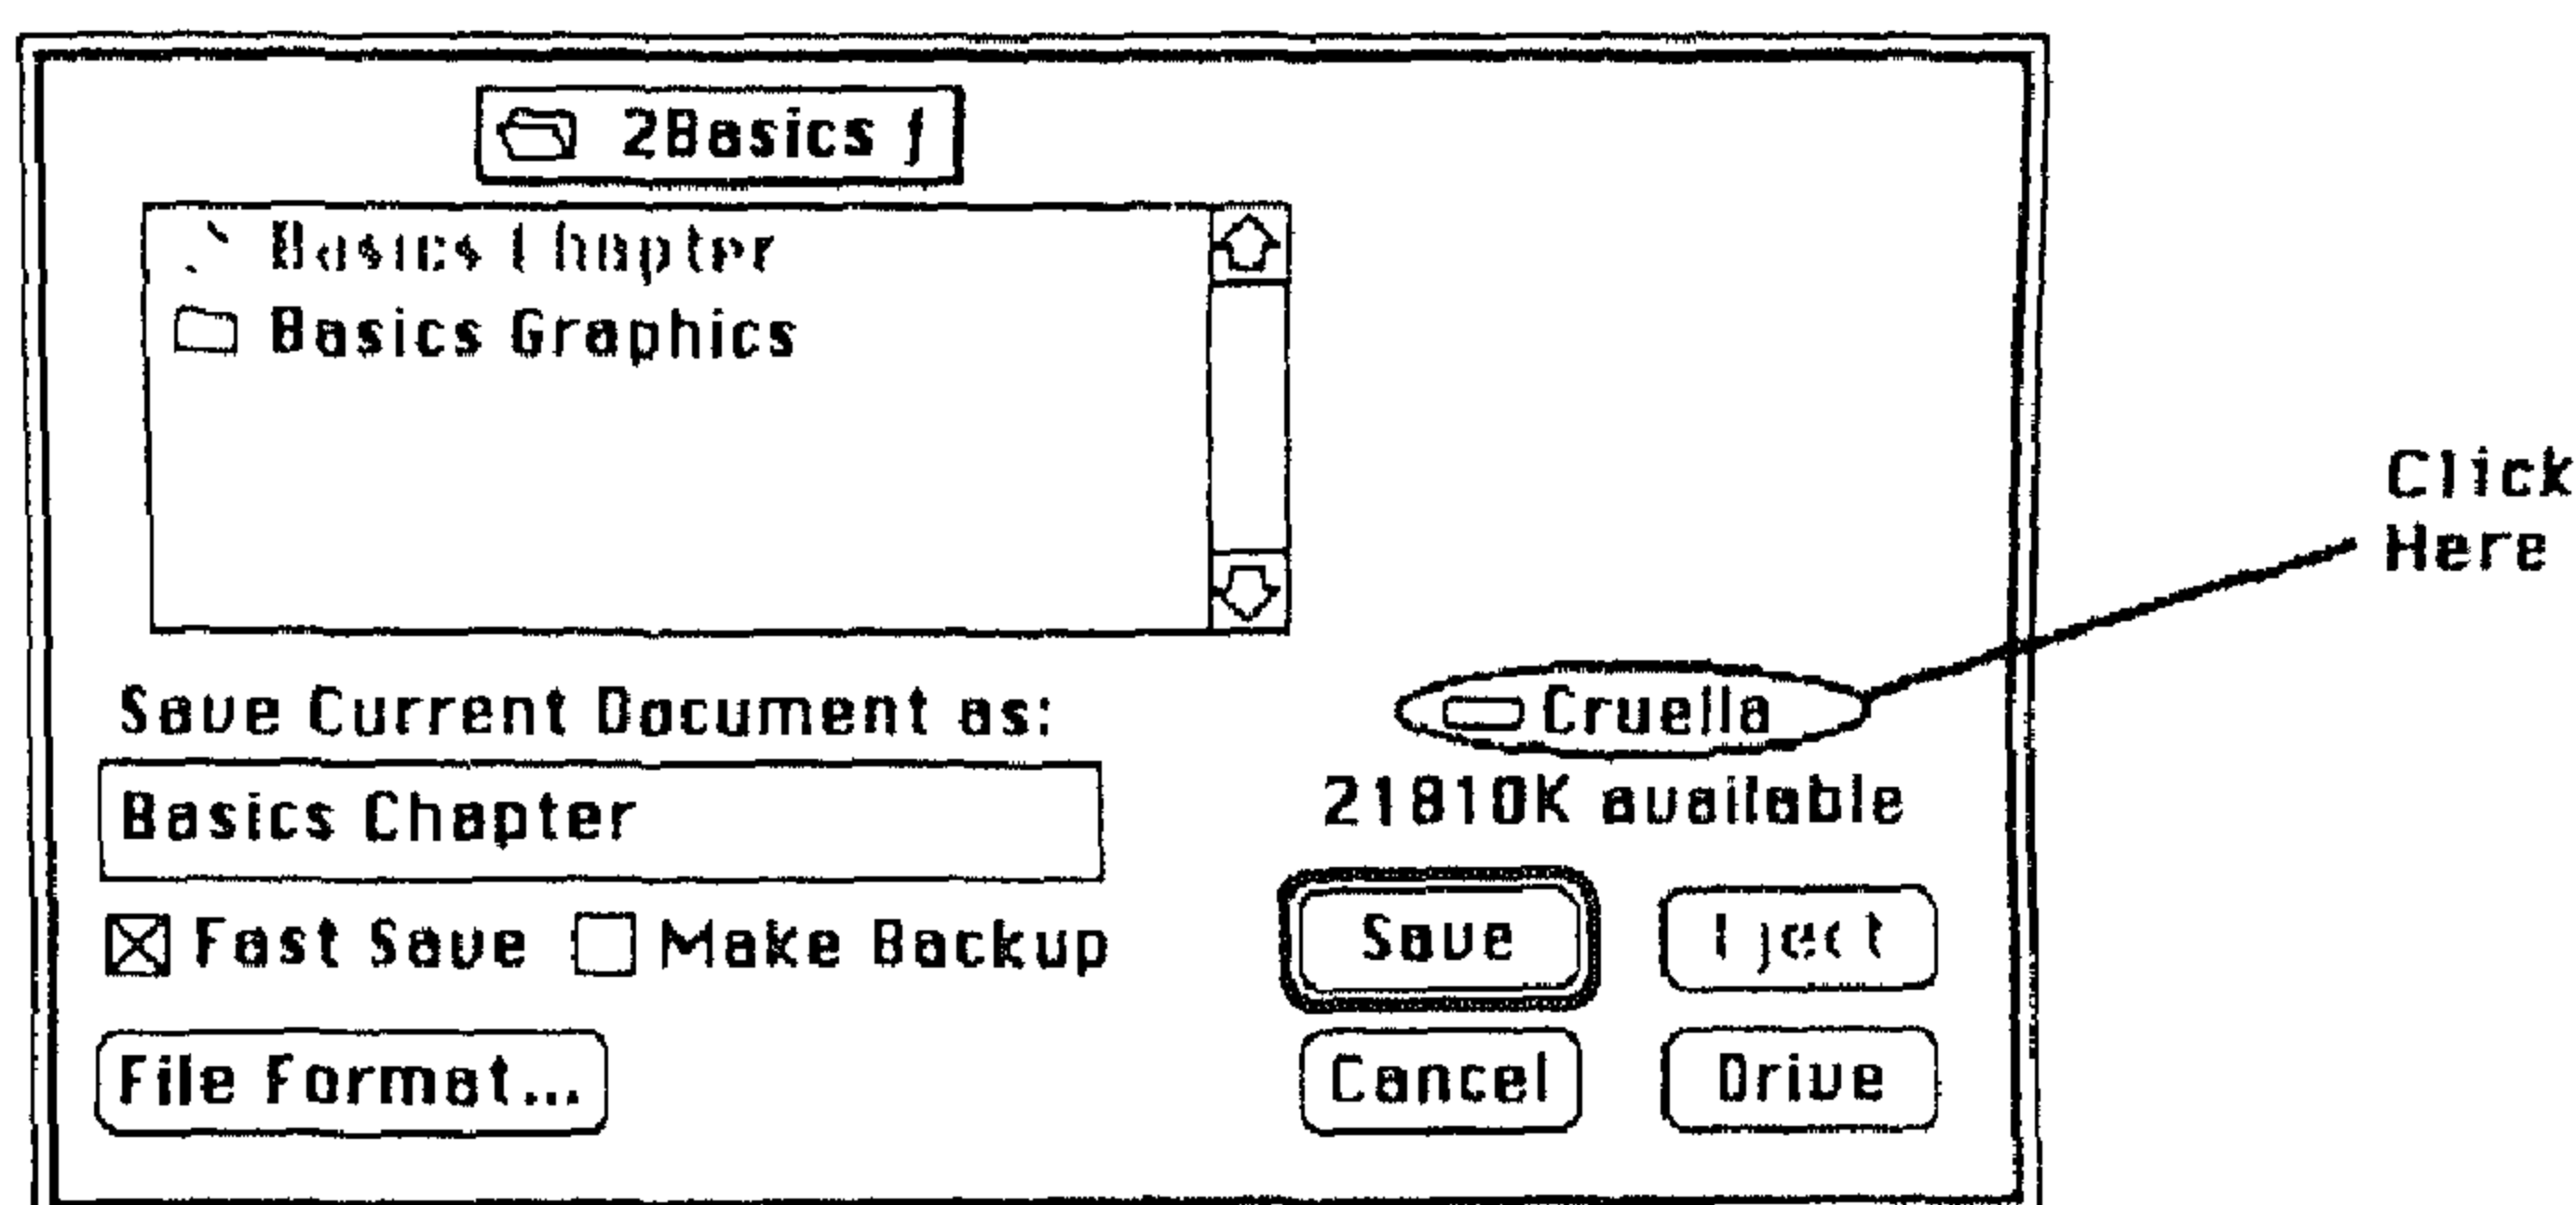 2Basics ƒ
Basics Chapter
Basics Graphics
Click
Here
Save Current Document as:
Cruella
21810K available
Basics Chapter
Fast Save Make Backup
Save Eject
File Format... Cancel Drive